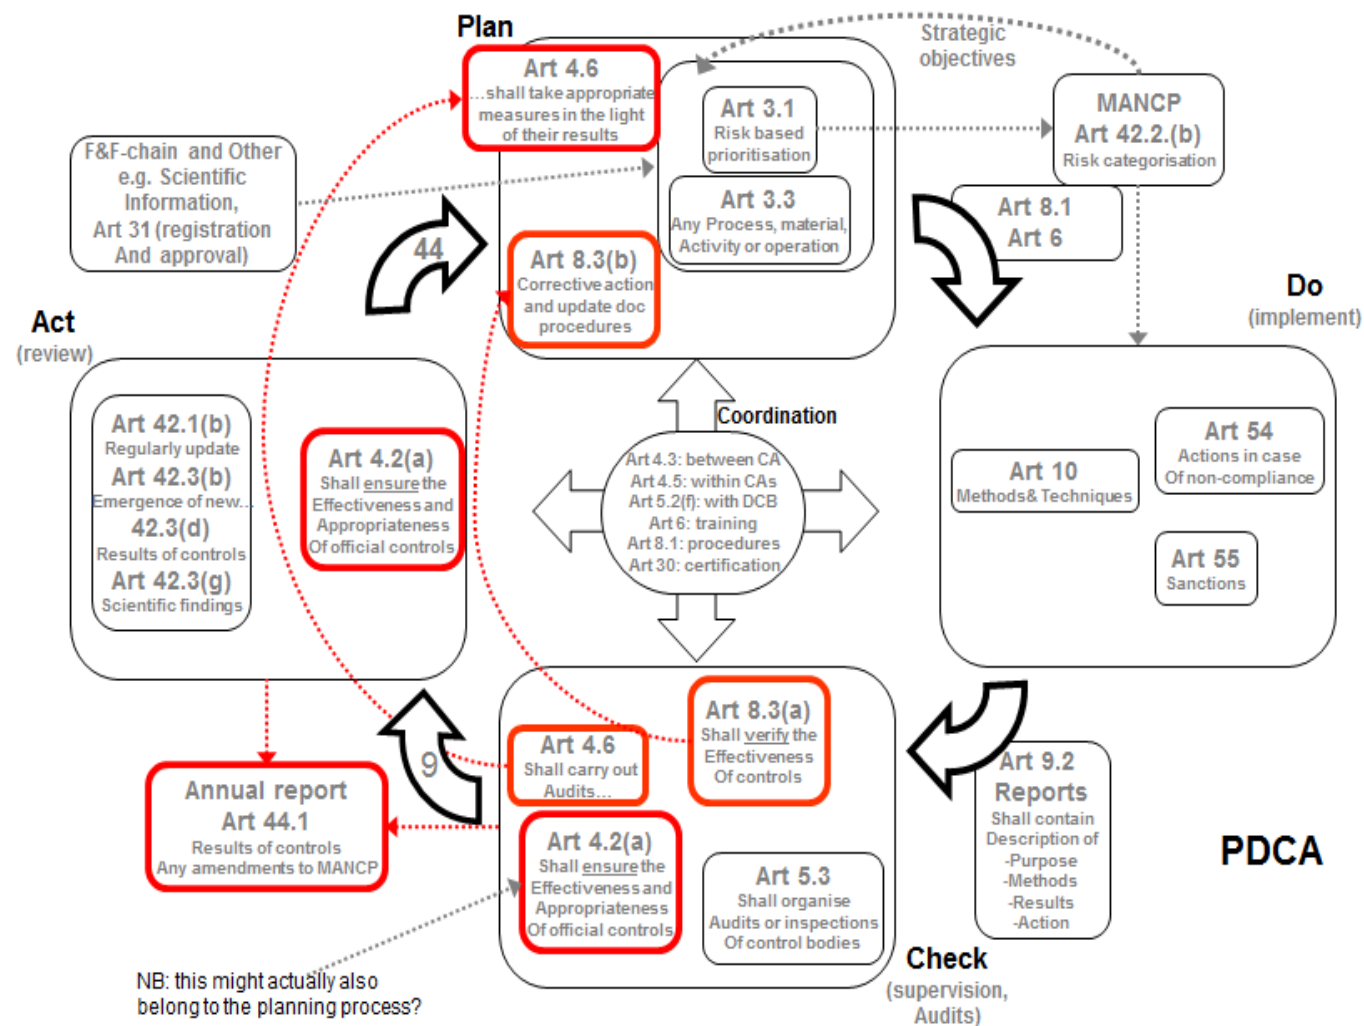 Plan
Strategic
objectives
Art 4.6
…shall take appropriate
measures in the light
of their results
Art 3.1
Risk based
prioritisation
MANCP
Art 42.2.(b)
Risk categorisation
F&F-chain and Other
e.g. Scientific
Information,
Art 31 (registration
And approval)
Art 3.3
Any Process, material,
Activity or operation
Art 8.1
Art 6
44
Art 8.3(b)
Corrective action
and update doc
procedures
Do
(implement)
Act
(review)
Art 42.1(b)
Regularly update
Art 42.3(b)
Emergence of new…
42.3(d)
Results of controls
Art 42.3(g)
Scientific findings
Art 4.2(a)
Shall ensure the
Effectiveness and
Appropriateness
Of official controls
Coordination
Art 4.3: between CA
Art 4.5: within CAs
Art 5.2(f): with DCB
Art 6: training
Art 8.1: procedures
Art 30: certification
Art 10
Methods& Techniques
Art 54
Actions in case
Of non-compliance
Art 55
Sanctions
Annual report
Art 44.1
Results of controls
Any amendments to MANCP
9
Art 4.6
Shall carry out
Audits…
Art 8.3(a)
Shall verify the
Effectiveness
Of controls
Art 4.2(a)
Shall ensure the
Effectiveness and
Appropriateness
Of official controls
Art 5.3
Shall organise
Audits or inspections
Of control bodies
Art 9.2
Reports
Shall contain
Description of
-Purpose
-Methods
-Results
-Action
PDCA
Check
(supervision,
Audits)
NB: this might actually also
belong to the planning process?